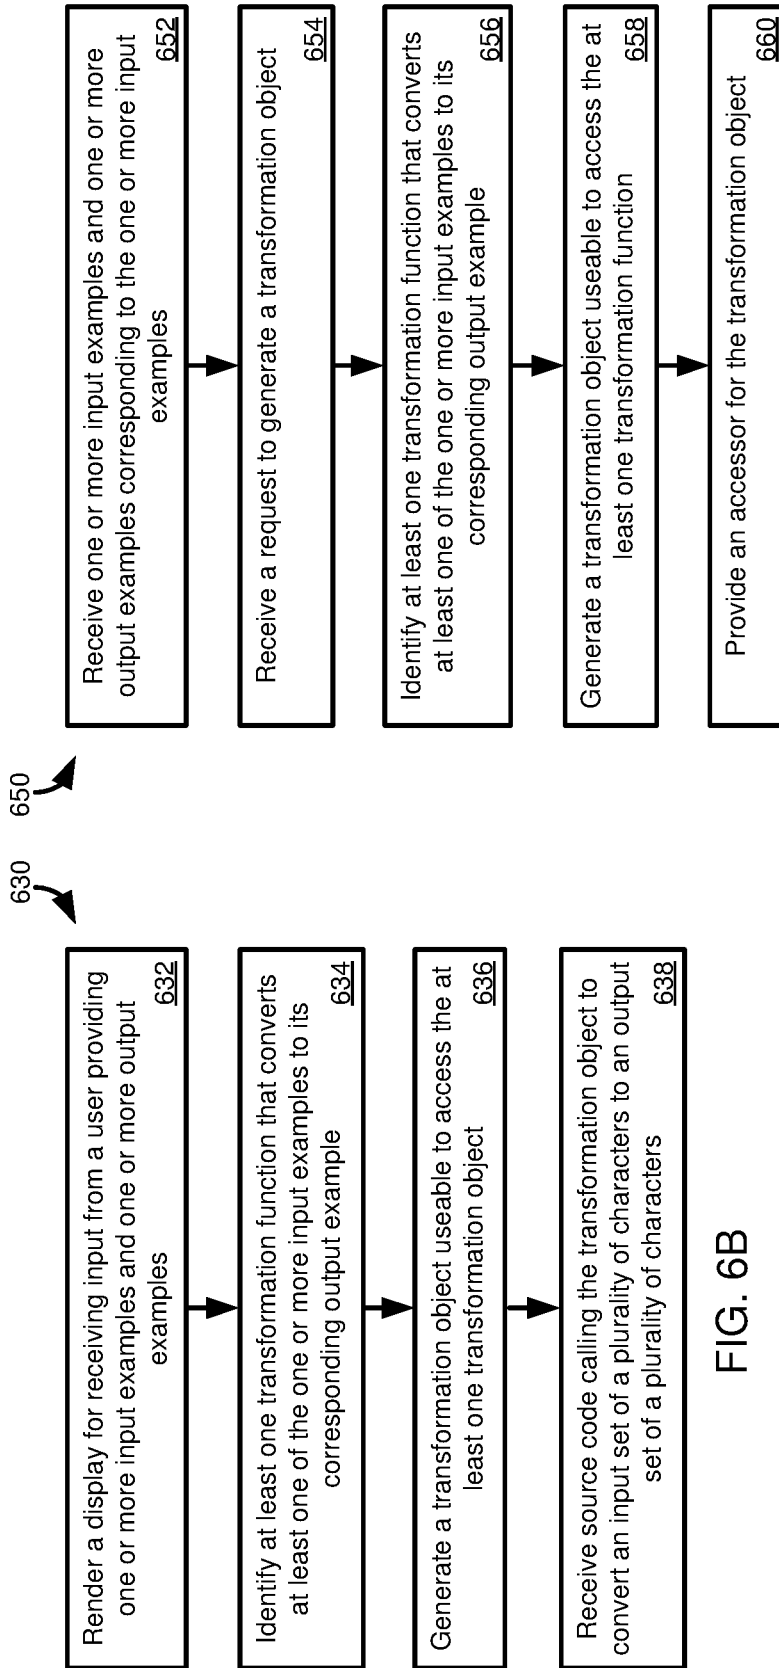 630
Render a display for receiving input from a user providing
one or more input examples and one or more output
examples
632
Identify at least one transformation function that converts
at least one of the one or more input examples to its
corresponding output example
634
Generate a transformation object useable to access the at
least one transformation object
636
Receive source code calling the transformation object to
convert an input set of a plurality of characters to an output
set of a plurality of characters
638
FIG. 6B
650
Receive one or more input examples and one or more
output examples corresponding to the one or more input
examples
652
Receive a request to generate a transformation object
654
Identify at least one transformation function that converts
at least one of the one or more input examples to its
corresponding output example
656
Generate a transformation object useable to access the at
least one transformation function
658
Provide an accessor for the transformation object
660